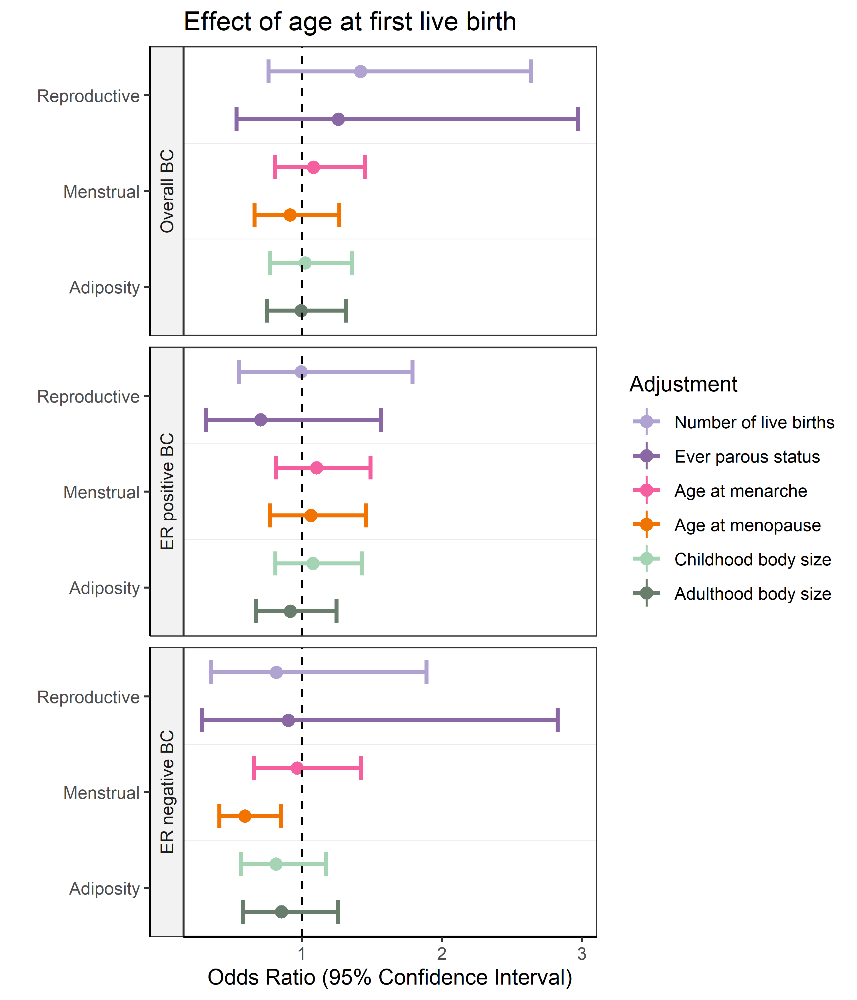 Effect of age at first live birth
Overall BC
Reproductive
Menstrual
Adiposity
ER positive BC
Reproductive
Menstrual
Adiposity
ER negative BC
Reproductive
Menstrual
Adiposity
1 2 3
Odds Ratio (95% Confidence Interval)
Adjustment
Number of live births
Ever parous status
Age at menarche
Age at menopause
Childhood body size
Adulthood body size